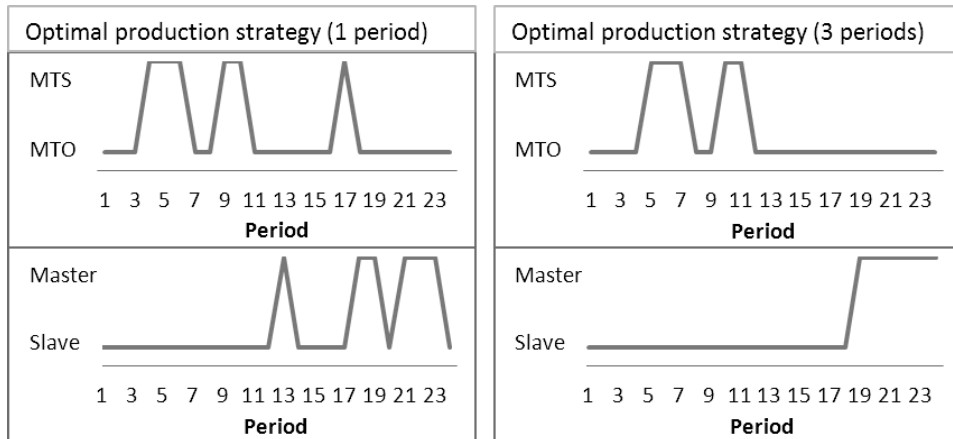 Optimal production strategy (1 period)
MTS
MTO
1 3 5 7 9 11 13 15 17 19 21 23
Period
Master
Slave
1 3 5 7 9 11 13 15 17 19 21 23
Period
Optimal production strategy (3 periods)
MTS
MTO
1 3 5 7 9 11 13 15 17 19 21 23
Period
Master
Slave
1 3 5 7 9 11 13 15 17 19 21 23
Period